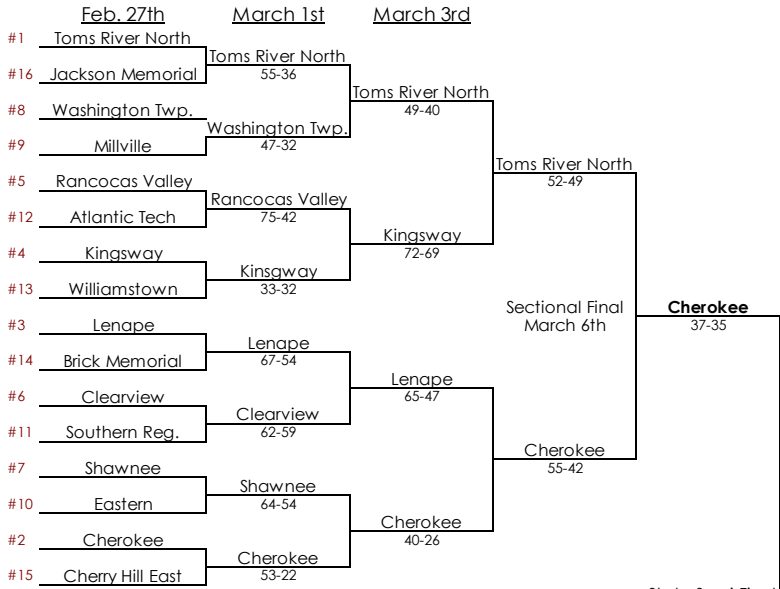 Feb. 27th March 1st March 3rd
#1 Toms River North
Toms River North
55-36
#16 Jackson Memorial
Toms River North
49-40
#8 Washington Twp.
Washington Twp.
47-32
#9 Millville
Toms River North
52-49
#5 Rancocas Valley
Rancocas Valley
75-42
#12 Atlantic Tech
Kingsway
72-69
#4 Kingsway
Kinsgway
33-32
#13 Williamstown
Sectional Final
March 6th
Cherokee
37-35
#3 Lenape
Lenape
67-54
#14 Brick Memorial
Lenape
65-47
#6 Clearview
Clearview
62-59
#11 Southern Reg.
Cherokee
55-42
#7 Shawnee
Shawnee
64-54
#10 Eastern
Cherokee
40-26
#2 Cherokee
Cherokee
53-22
#15 Cherry Hill East